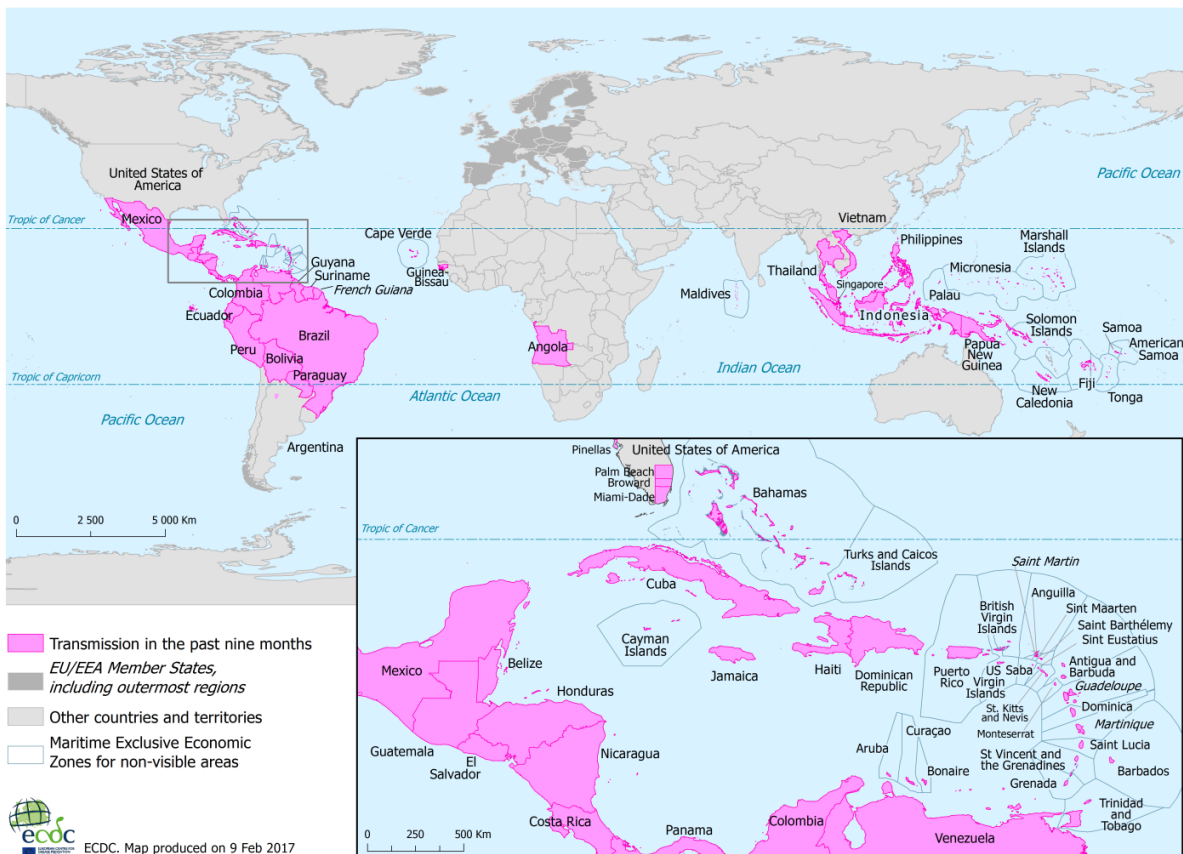 United States of
America
Mexico
Tropic of Cancer
Pacific Ocean
Cape Verde
Guinea-
Bissau
Guyana
Suriname
French Guiana
Colombia
Ecuador
Brazil
Peru
Bolivia
Paraguay
Tropic of Capricorn
Pacific Ocean
Atlantic Ocean
Argentina
Angola
Maldives
Indian Ocean
Vietnam
Philippines
Thailand
Singapore
Indonesia
Micronesia
Marshall
Islands
Palau
Solomon
Islands
Samoa
American
Samoa
Papua
New
Guinea
New
Caledonia
Fiji
Tonga
0 2 500 5 000 Km
Pinellas
United States of America
Palm Beach
Broward
Miami-Dade
Bahamas
Tropic of Cancer
Turks and Caicos
Islands
Cuba
Cayman
Islands
Jamaica
Haiti
Dominican
Republic
Puerto
Rico
Saint Martin
Anguilla
British
Virgin
Islands
Sint Maarten
Saint Barthélemy
Sint Eustatius
US
Virgin
Islands
Saba
Antigua and
Barbuda
Guadeloupe
St. Kitts
and Nevis
Dominica
Monteserrat
Martinique
Saint Lucia
St Vincent and
the Grenadines
Barbados
Grenada
Trinidad
and
Tobago
Aruba
Curaçao
Bonaire
Mexico
Belize
Honduras
Guatemala
El
Salvador
Nicaragua
Costa Rica
Panama
Colombia
Venezuela
0 250 500 Km
Transmission in the past nine months
EU/EEA Member States,
including outermost regions
Other countries and territories
Maritime Exclusive Economic
Zones for non-visible areas
ecdc
EUROPEAN CENTRE FOR
DISEASE PREVENTION
ECDC. Map produced on 9 Feb 2017